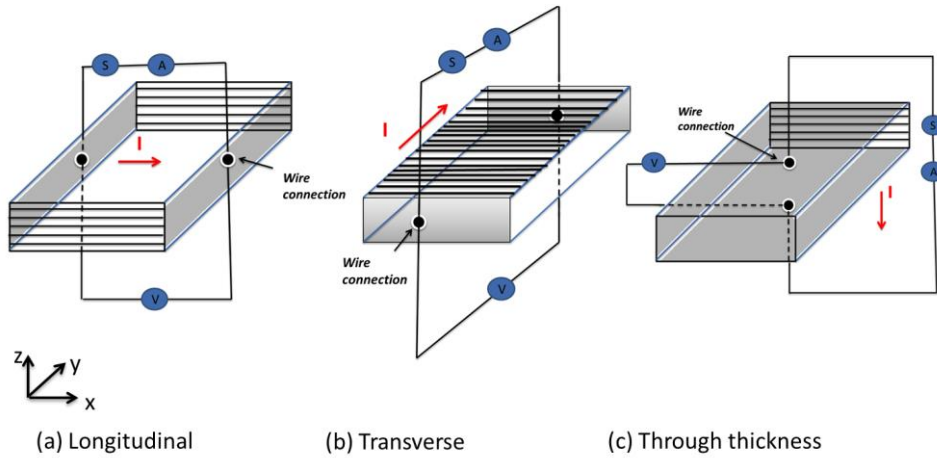 S A
I
Wire
connection
V
S A
I
Wire
connection
V
Wire
connection
V
S
A
I
z
y
x
(a) Longitudinal
(b) Transverse
(c) Through thickness